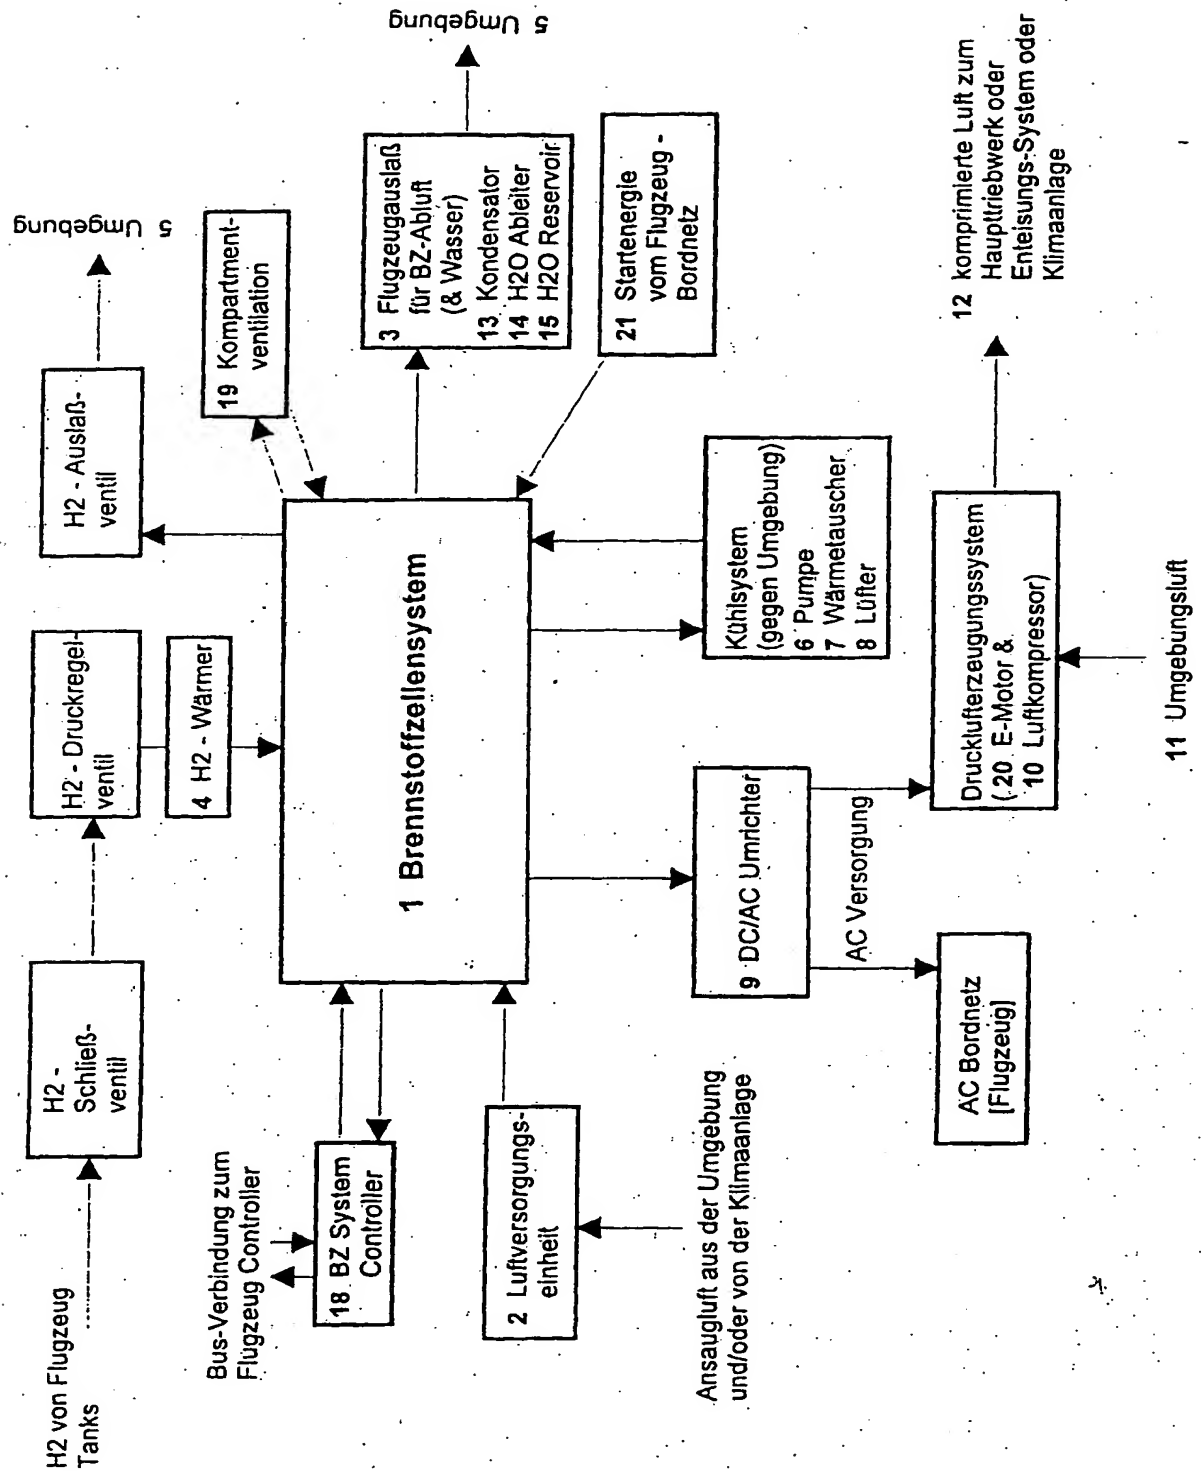 H2 von Flugzeug
Tanks
H2 -
Schließ-
ventil
H2 - Druckregel-
ventil
4 H2 - Wärmer
H2 - Auslaß-
ventil
5 Umgebung
19 Kompartment-
ventilation
Bus-Verbindung zum
Flugzeug Controller
18 BZ System
Controller
1 Brennstoffzellensystem
3 Flugzeugauslaß
für BZ-Abluft
(& Wasser)
13 Kondensator
14 H2O Ableiter
15 H2O Reservoir
5 Umgebung
2 Luftversorgungs-
einheit
Ansaugluft aus der Umgebung
und/oder von der Klimaanlage
21 Startenergie
vom Flugzeug -
Bordnetz
9 DC/AC Umrichter
AC Versorgung
Kühlsystem
(gegen Umgebung)
6 Pumpe
7 Wärmetauscher
8 Lüfter
AC Bordnetz
[Flugzeug]
Drucklufterzeugungssystem
( 20 E-Motor &
10 Luftkompressor)
12 komprimierte Luft zum
Haupttriebwerk oder
Enteisungs-System oder
Klimaanlage
11 Umgebungsluft